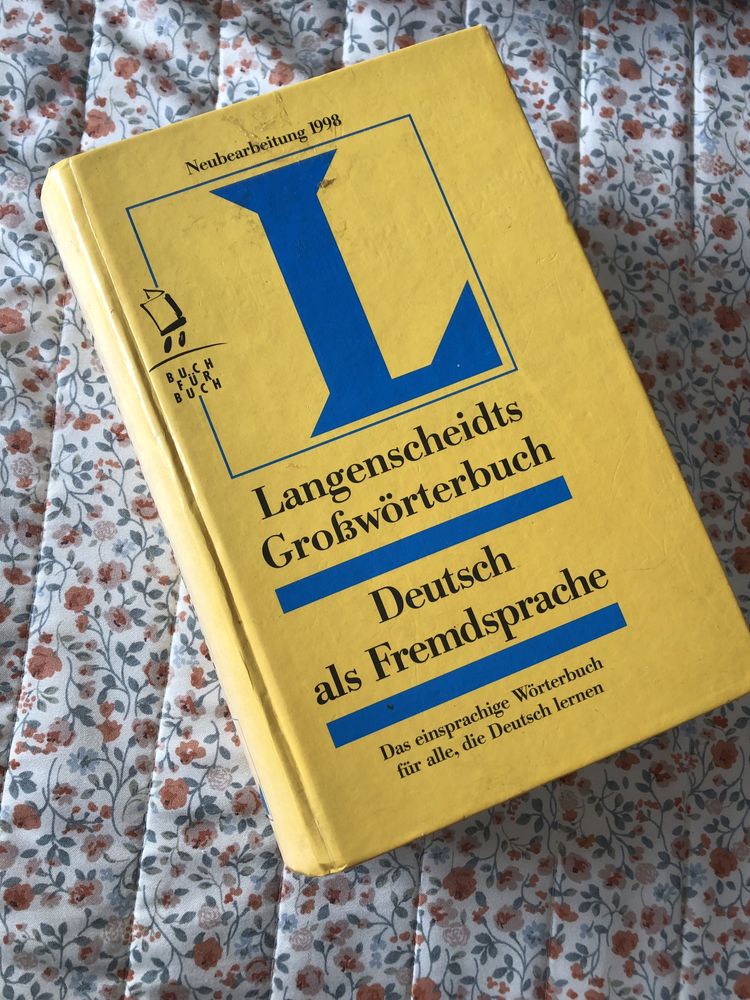 Neubearbeitung 1998
L
BUCH
FÜR
BUCH
Langenscheidts
Großwörterbuch
Deutsch
als Fremdsprache
Das einsprachige Wörterbuch
für alle, die Deutsch lernen